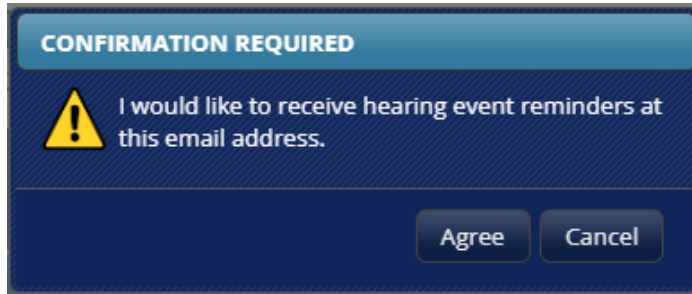 CONFIRMATION REQUIRED
I would like to receive hearing event reminders at
this email address.
Agree
Cancel